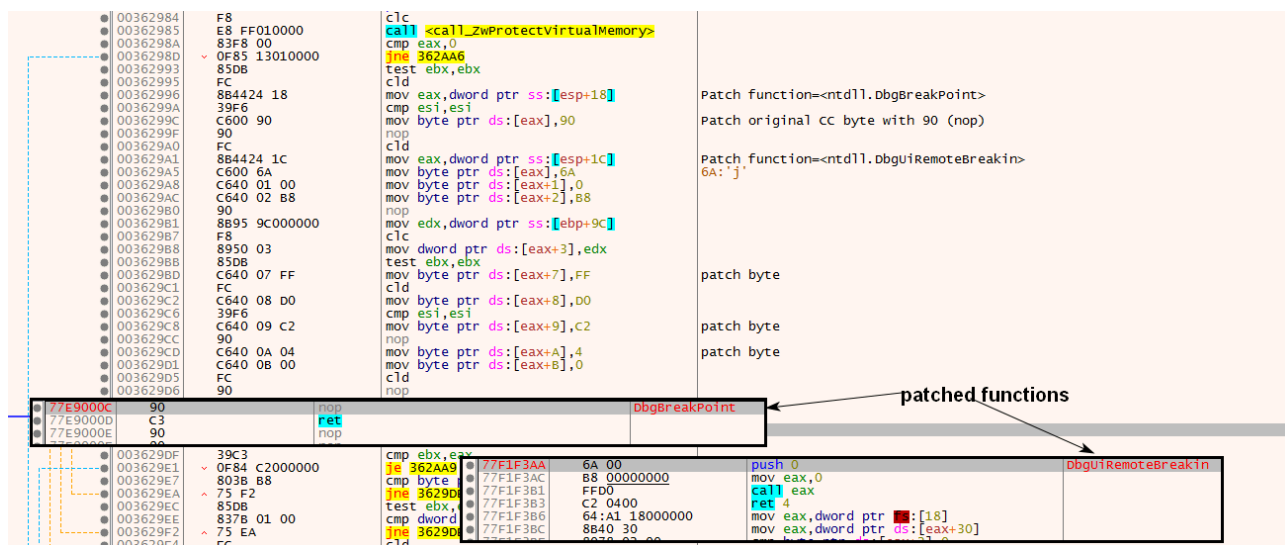 00362984 F8 clc
00362985 E8 FF010000 call <call_ZwProtectVirtualMemory>
0036298A 83F8 00 cmp eax,0
0036298D 0F85 13010000 jne 362AA6
00362993 85DB test ebx,ebx
00362995 FC cld
00362996 8B4424 18 mov eax,dword ptr ss:[esp+18] Patch function=<ntdll.DbgBreakPoint>
0036299A 39F6 cmp esi,esi
0036299C C600 90 mov byte ptr ds:[eax],90 Patch original CC byte with 90 (nop)
0036299F 90 nop
003629A0 FC cld
003629A1 8B4424 1C mov eax,dword ptr ss:[esp+1C] Patch function=<ntdll.DbgUiRemoteBreakin>
003629A5 C600 6A mov byte ptr ds:[eax],6A 6A:'j'
003629A8 C640 01 00 mov byte ptr ds:[eax+1],0
003629AC C640 02 B8 mov byte ptr ds:[eax+2],B8
003629B0 90 nop
003629B1 8B95 9C000000 mov edx,dword ptr ss:[ebp+9C]
003629B7 F8 clc
003629B8 8950 03 mov dword ptr ds:[eax+3],edx
003629BB 85DB test ebx,ebx
003629BD C640 07 FF mov byte ptr ds:[eax+7],FF patch byte
003629C1 FC cld
003629C2 C640 08 D0 mov byte ptr ds:[eax+8],D0
003629C6 39F6 cmp esi,esi
003629C8 C640 09 C2 mov byte ptr ds:[eax+9],C2 patch byte
003629CC 90 nop
003629CD C640 0A 04 mov byte ptr ds:[eax+A],4 patch byte
003629D1 C640 0B 00 mov byte ptr ds:[eax+B],0
003629D5 FC cld
003629D6 90 nop
patched functions
77E9000C 90 nop DbgBreakPoint
77E9000D C3 ret
77E9000E 90 nop
003629DF 39C3 cmp ebx,eax
003629E1 0F84 C2000000 je 362AA9
003629E7 803B B8 cmp byte
003629EA 75 F2 jne 3629D
003629EC 85DB test eb
003629EE 837B 01 00 cmp dword
003629F2 75 EA jne 3629D
003629F4 FC cld
77F1F3AA 6A 00 push 0 DbgUiRemoteBreakin
77F1F3AC B8 00000000 mov eax,0
77F1F3B1 FFD0 call eax
77F1F3B3 C2 0400 ret 4
77F1F3B6 64:A1 18000000 mov eax,dword ptr fs:[18]
77F1F3BC 8B40 30 mov eax,dword ptr ds:[eax+30]